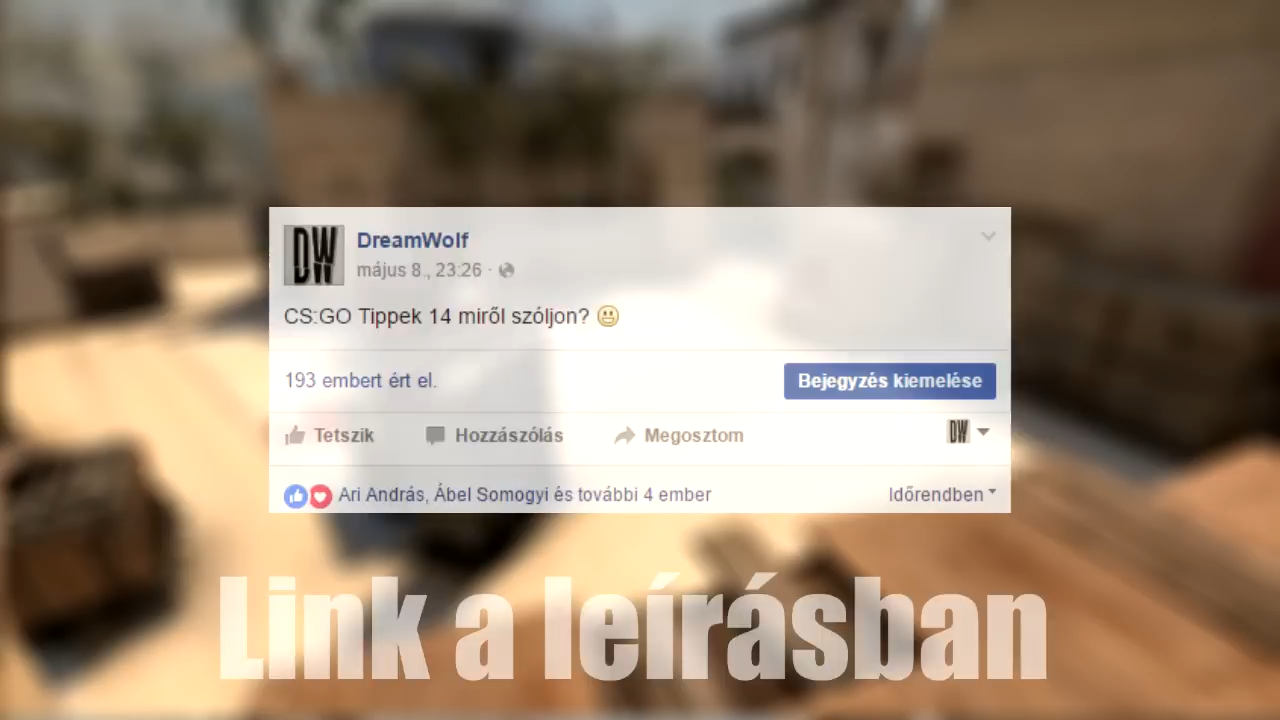 DW
DreamWolf
május 8., 23:26 ·
CS:GO Tippek 14 miről szóljon? 😃
193 embert ért el.
Bejegyzés kiemelése
Tetszik Hozzászólás Megosztom DW
Ari András, Ábel Somogyi és további 4 ember Időrendben
Link a leírásban